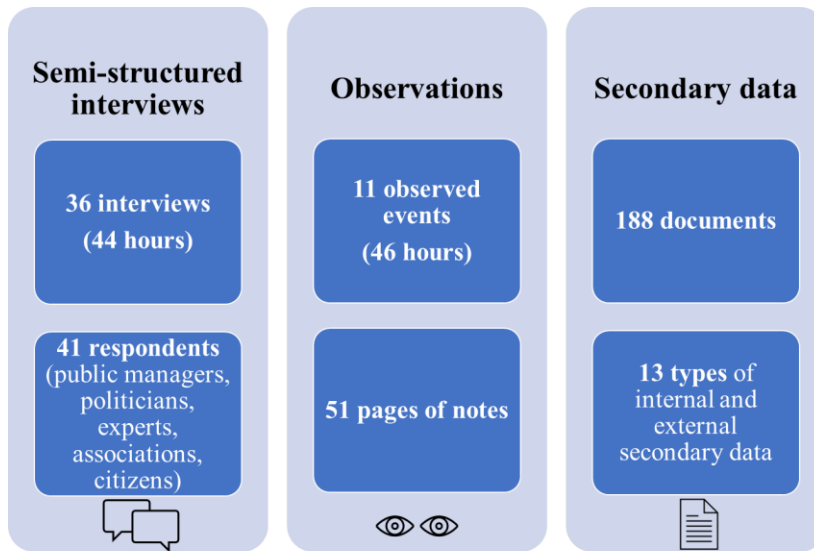 Semi-structured
interviews
36 interviews
(44 hours)
41 respondents
(public managers,
politicians,
experts,
associations,
citizens)
Observations
11 observed
events
(46 hours)
51 pages of notes
Secondary data
188 documents
13 types of
internal and
external
secondary data